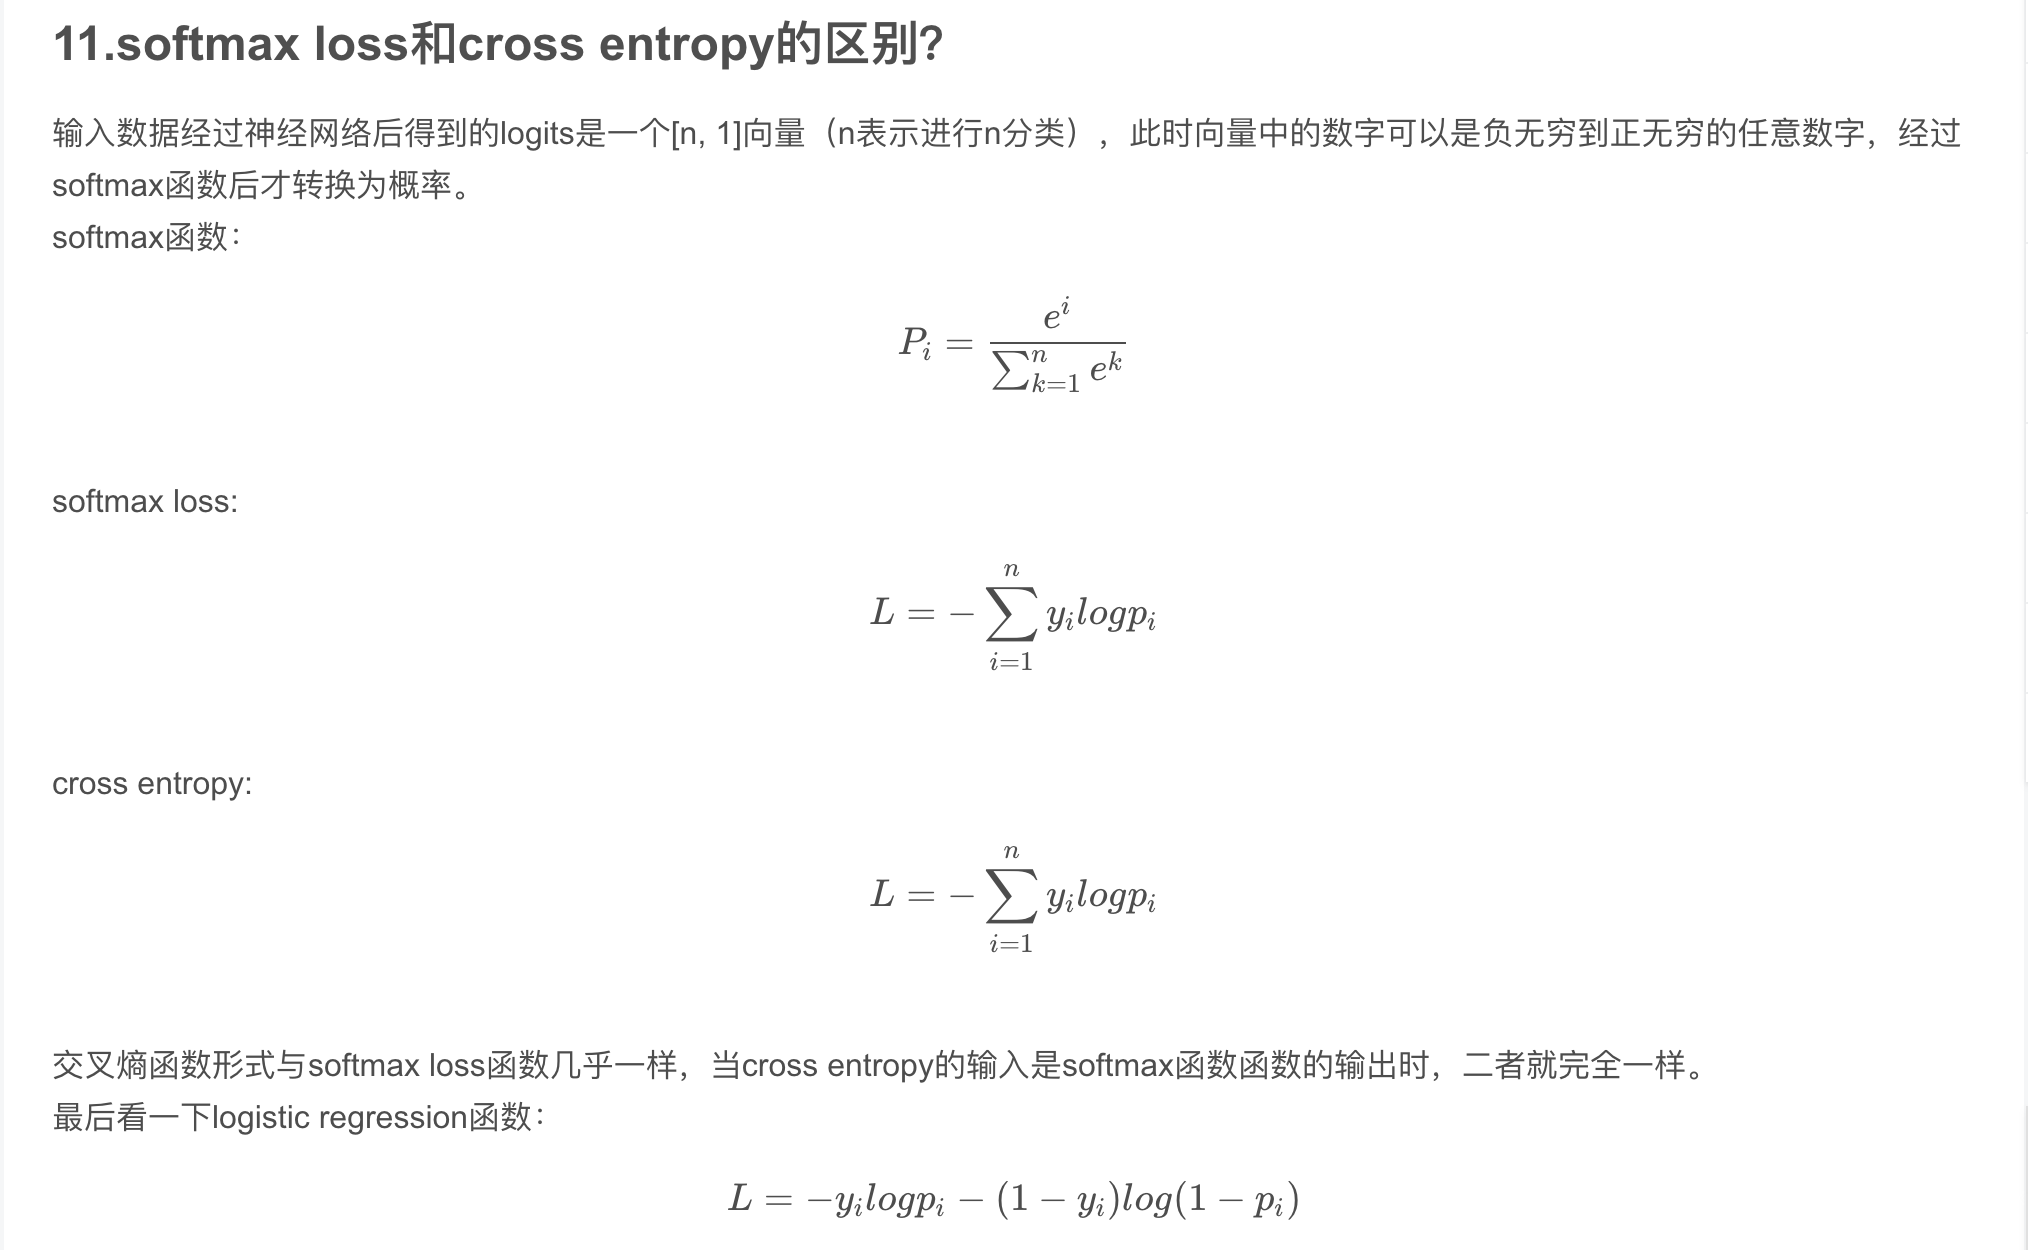 11.softmax loss和cross entropy的区别?
输入数据经过神经网络后得到的logits是一个[n, 1]向量（n表示进行n分类），此时向量中的数字可以是负无穷到正无穷的任意数字，经过
softmax函数后才转换为概率。
softmax函数：
$P_i = \frac{e^i}{\sum_{k=1}^{n} e^k}$
softmax loss:
$L = -\sum_{i=1}^{n} y_i log p_i$
cross entropy:
$L = -\sum_{i=1}^{n} y_i log p_i$
交叉熵函数形式与softmax loss函数几乎一样，当cross entropy的输入是softmax函数函数的输出时，二者就完全一样。
最后看一下logistic regression函数：
$L = -y_i log p_i - (1 - y_i)log(1 - p_i)$